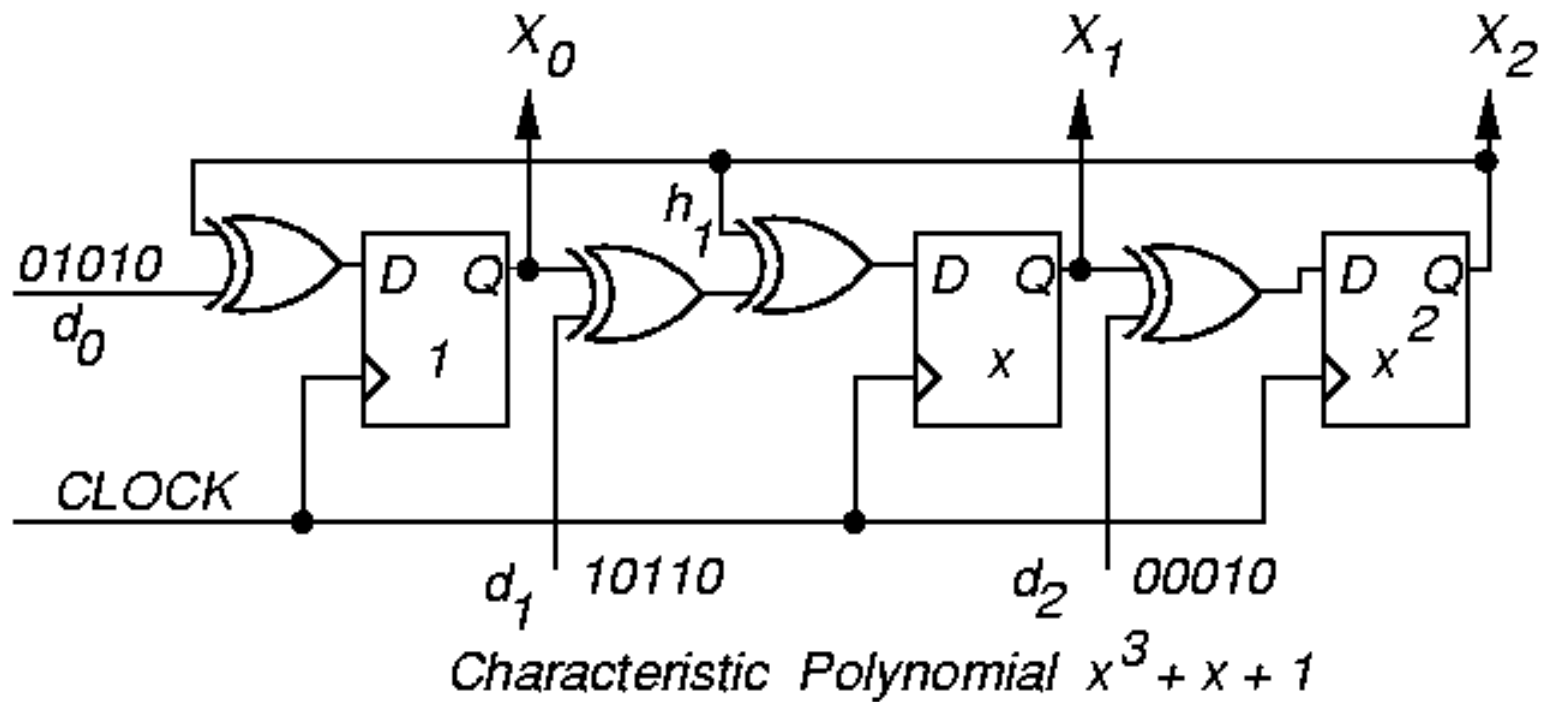 X0 X1 X2
h1
01010
d0
D Q D Q D Q
1 x x²
CLOCK
d1 10110 d2 00010
Characteristic Polynomial x³ + x + 1